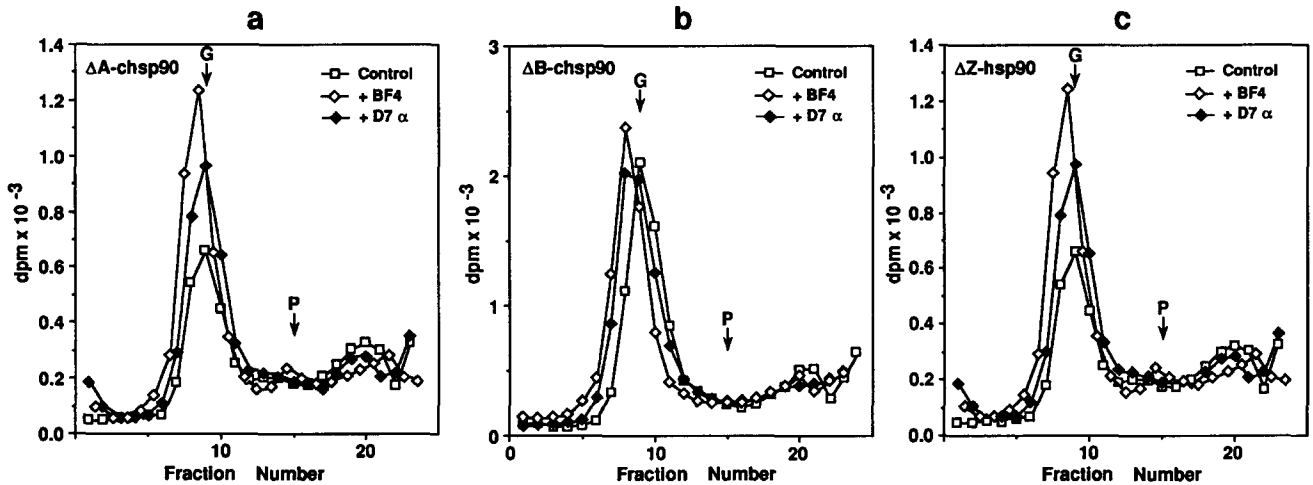 a
ΔA-chsp90
G
P
Control
+ BF4
+ D7 α
dpm x 10 -3
1.4
1.2
1.0
0.8
0.6
0.4
0.2
0.0
10
20
Fraction Number
b
ΔB-chsp90
G
P
Control
+ BF4
+ D7 α
dpm x 10 -3
3
2
1
0
0
10
20
Fraction Number
c
ΔZ-hsp90
G
P
Control
+ BF4
+ D7 α
dpm x 10 -3
1.4
1.2
1.0
0.8
0.6
0.4
0.2
0.0
10
20
Fraction Number